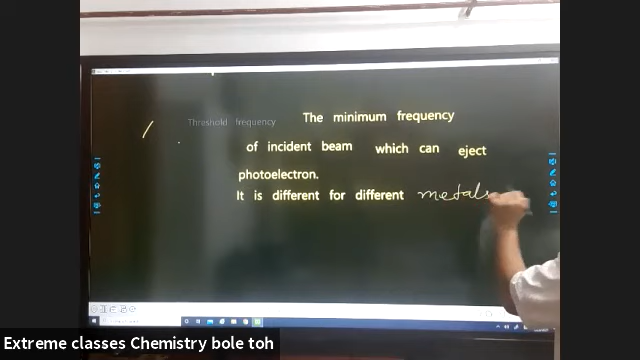 Threshold frequency The minimum frequency
of incident beam which can eject
photoelectron.
It is different for different metals
Extreme classes Chemistry bole toh